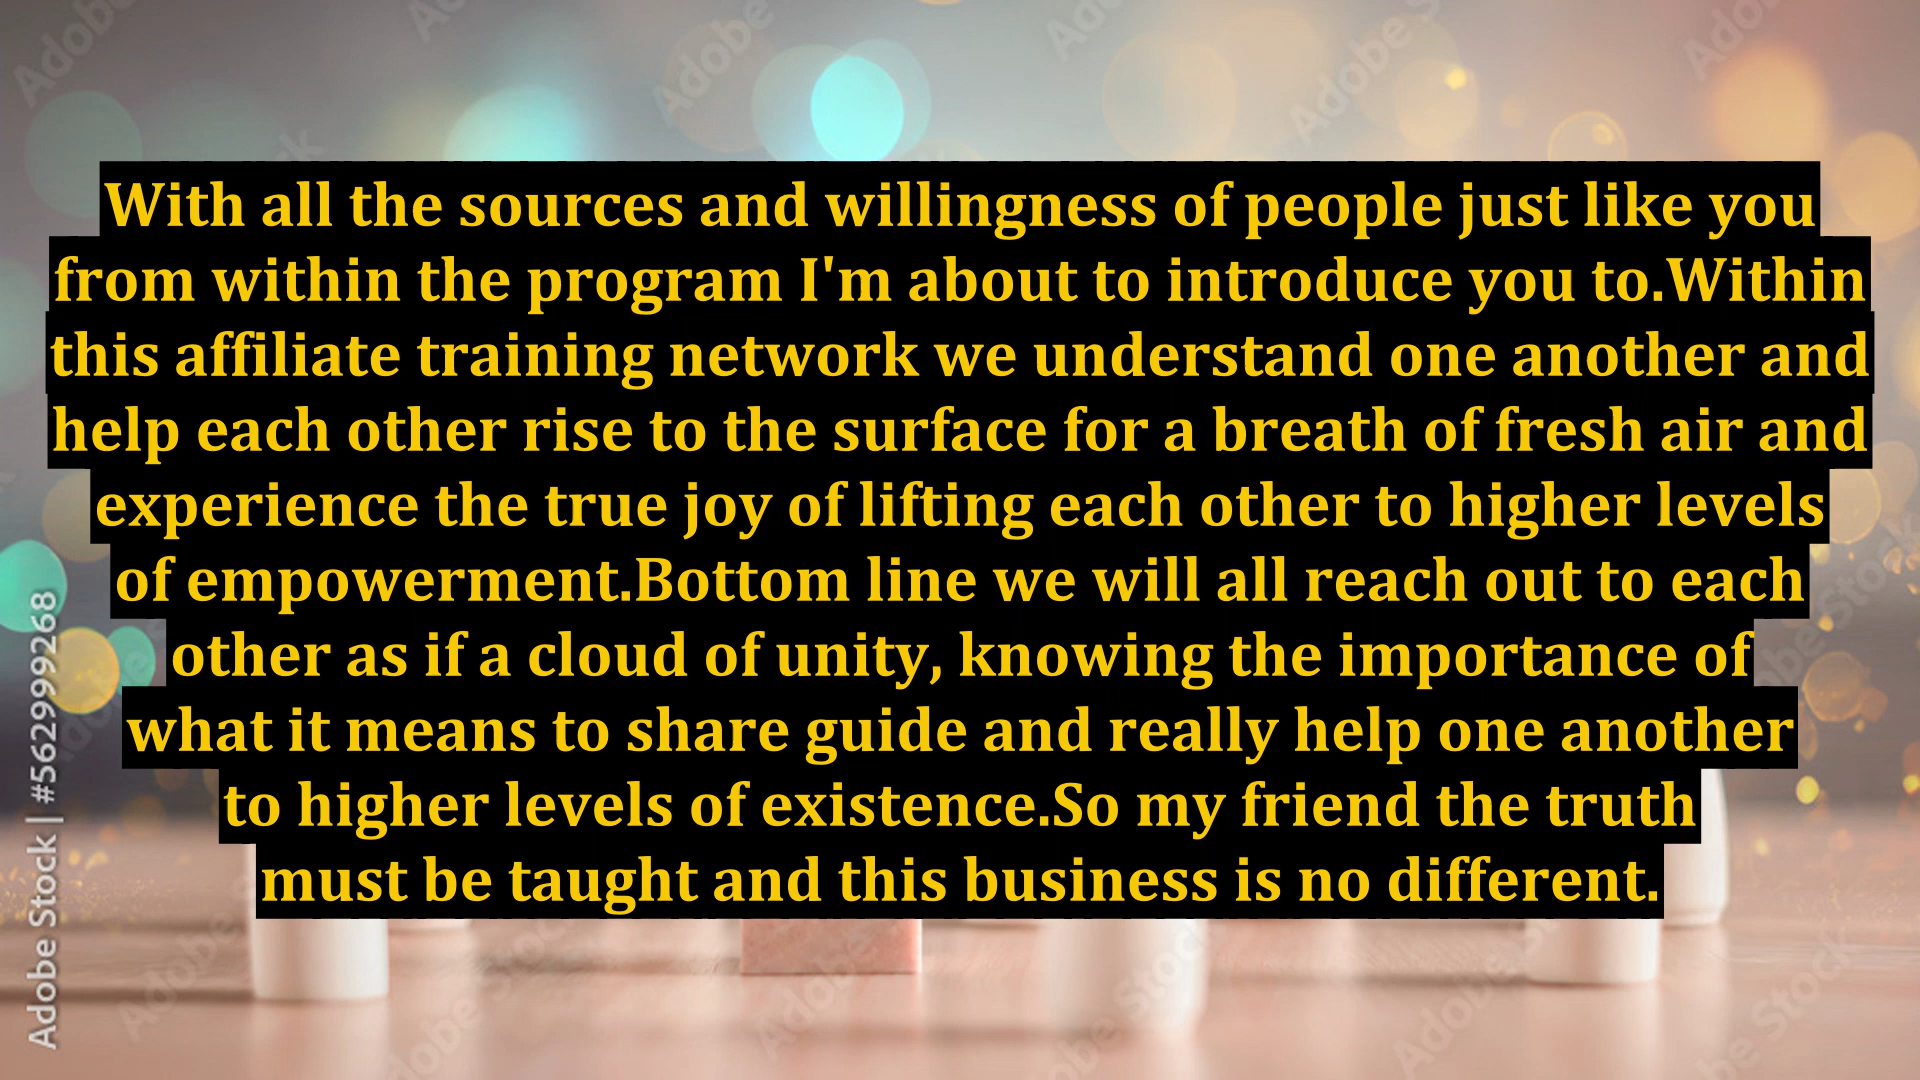 With all the sources and willingness of people just like you
from within the program I'm about to introduce you to.Within
this affiliate training network we understand one another and
help each other rise to the surface for a breath of fresh air and
experience the true joy of lifting each other to higher levels
of empowerment.Bottom line we will all reach out to each
other as if a cloud of unity, knowing the importance of
what it means to share guide and really help one another
to higher levels of existence.So my friend the truth
must be taught and this business is no different.
Adobe Stock | #562999268